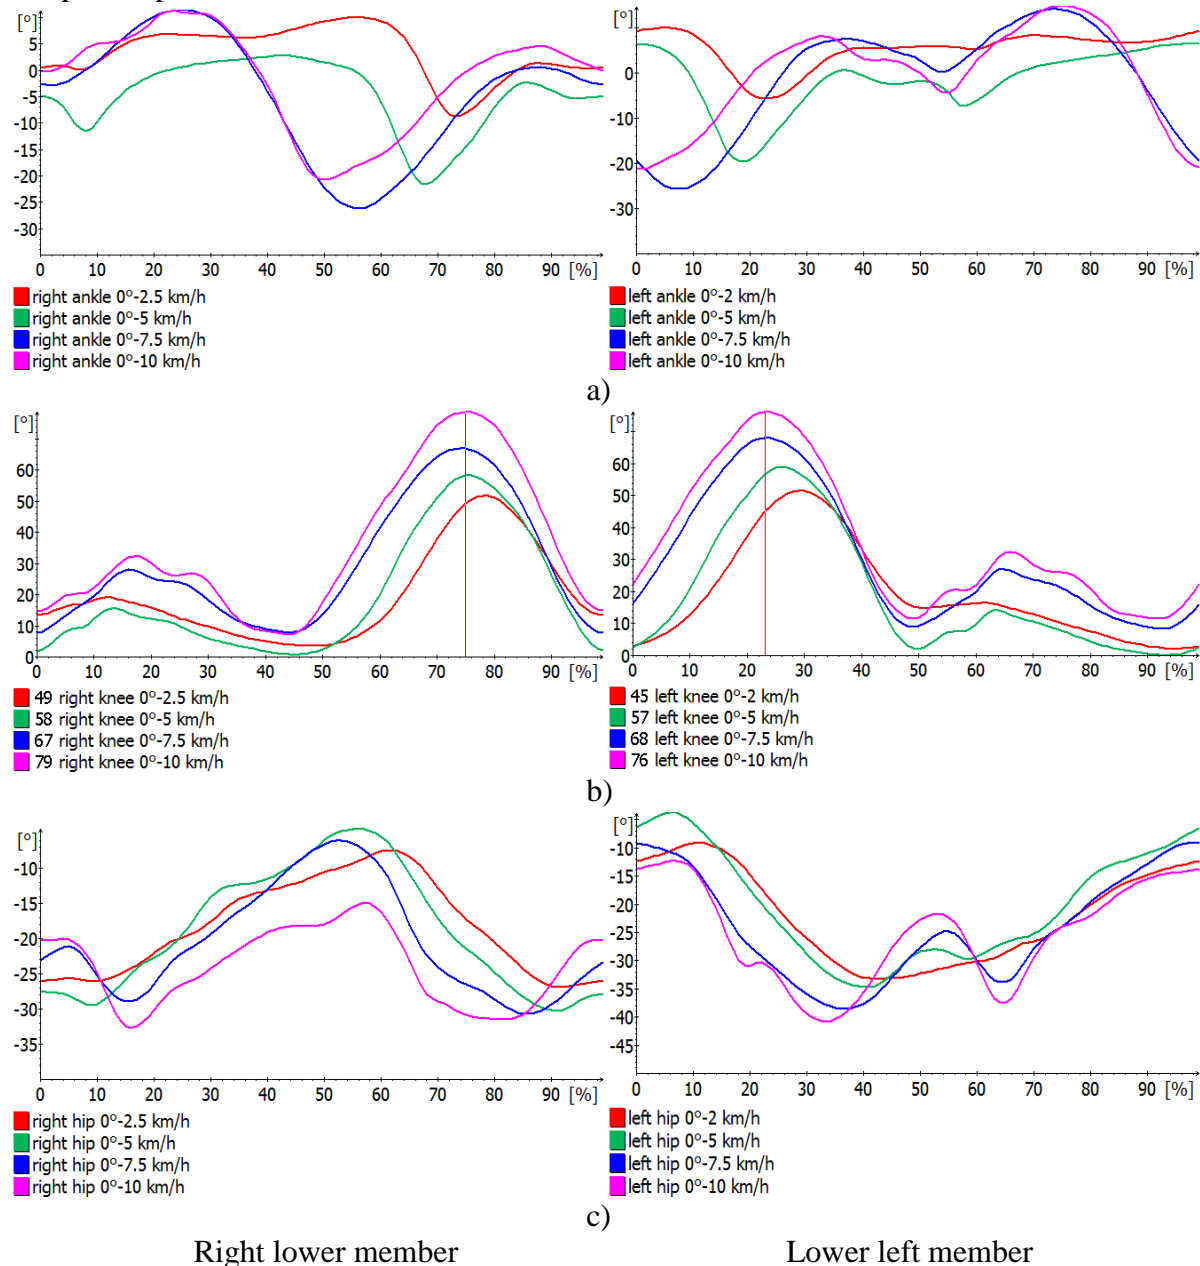 [°]
5
0
-5
-10
-15
-20
-25
-30
0 10 20 30 40 50 60 70 80 90 [%]
right ankle 0°-2.5 km/h
right ankle 0°-5 km/h
right ankle 0°-7.5 km/h
right ankle 0°-10 km/h
[°]
0
-10
-20
-30
0 10 20 30 40 50 60 70 80 90 [%]
left ankle 0°-2 km/h
left ankle 0°-5 km/h
left ankle 0°-7.5 km/h
left ankle 0°-10 km/h
a)
[°]
60
50
40
30
20
10
0
0 10 20 30 40 50 60 70 80 90 [%]
49 right knee 0°-2.5 km/h
58 right knee 0°-5 km/h
67 right knee 0°-7.5 km/h
79 right knee 0°-10 km/h
[°]
60
50
40
30
20
10
0
0 10 20 30 40 50 60 70 80 90 [%]
45 left knee 0°-2 km/h
57 left knee 0°-5 km/h
68 left knee 0°-7.5 km/h
76 left knee 0°-10 km/h
b)
[°]
-10
-15
-20
-25
-30
-35
0 10 20 30 40 50 60 70 80 90 [%]
right hip 0°-2.5 km/h
right hip 0°-5 km/h
right hip 0°-7.5 km/h
right hip 0°-10 km/h
[°]
-10
-15
-20
-25
-30
-35
-40
-45
0 10 20 30 40 50 60 70 80 90 [%]
left hip 0°-2 km/h
left hip 0°-5 km/h
left hip 0°-7.5 km/h
left hip 0°-10 km/h
c)
Right lower member
Lower left member